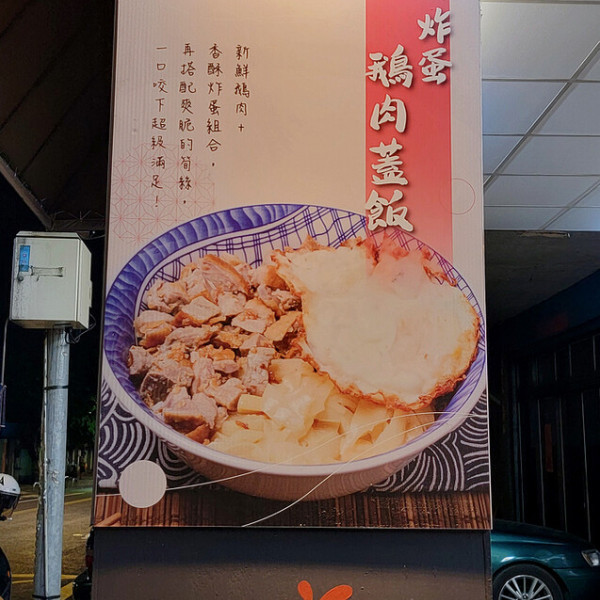 炸蛋
鵝肉蓋飯
新鮮鵝肉+
香酥炸蛋組合，
再搭配爽脆的筍絲，
一口咬下超級滿足！